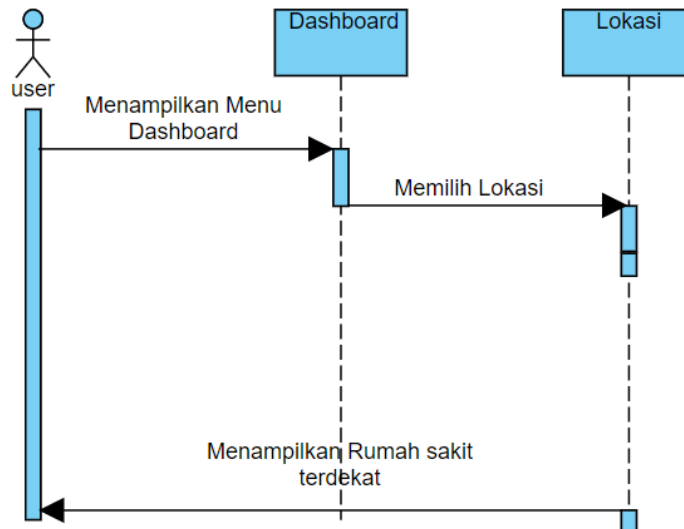 Dashboard
Lokasi
user
Menampilkan Menu
Dashboard
Memilih Lokasi
Menampilkan Rumah sakit
terdekat